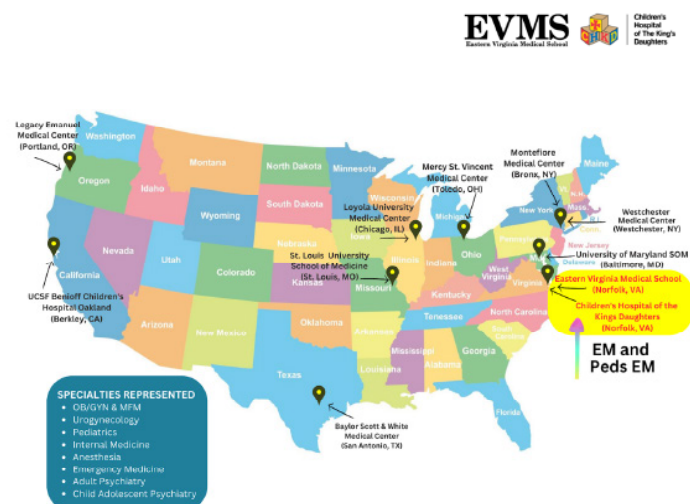 EVMS
Eastern Virginia Medical School
Children's
Hospital
of The King's
Daughters
Legacy Emanuel
Medical Center
(Portland, OR)
Washington
Oregon
Idaho
Montana
North Dakota
Minnesota
South Dakota
Wyoming
Nebraska
Iowa
Wisconsin
Michigan
Nevada
Utah
Colorado
Kansas
Missouri
Illinois
Indiana
Ohio
Kentucky
West
Virginia
Virginia
Pennsylvania
New York
Vt.
N.H.
Maine
Mass.
R.I.
Conn.
New Jersey
Delaware
California
Arizona
New Mexico
Oklahoma
Arkansas
Tennessee
North Carolina
South
Carolina
Texas
Louisiana
Mississippi
Alabama
Georgia
Florida
Mercy St. Vincent
Medical Center
(Toledo, OH)
Montefiore
Medical Center
(Bronx, NY)
Westchester
Medical Center
(Westchester, NY)
Loyola University
Medical Center
(Chicago, IL)
St. Louis University
School of Medicine
(St. Louis, MO)
University of Maryland SOM
(Baltimore, MD)
Eastern Virginia Medical School
(Norfolk, VA)
Children's Hospital of the
Kings Daughters
(Norfolk, VA)
EM and
Peds EM
UCSF Benioff Children's
Hospital Oakland
(Berkley, CA)
Baylor Scott & White
Medical Center
(San Antonio, TX)
SPECIALTIES REPRESENTED
• OB/GYN & MFM
• Urogynecology
• Pediatrics
• Internal Medicine
• Anesthesia
• Emergency Medicine
• Adult Psychiatry
• Child Adolescent Psychiatry